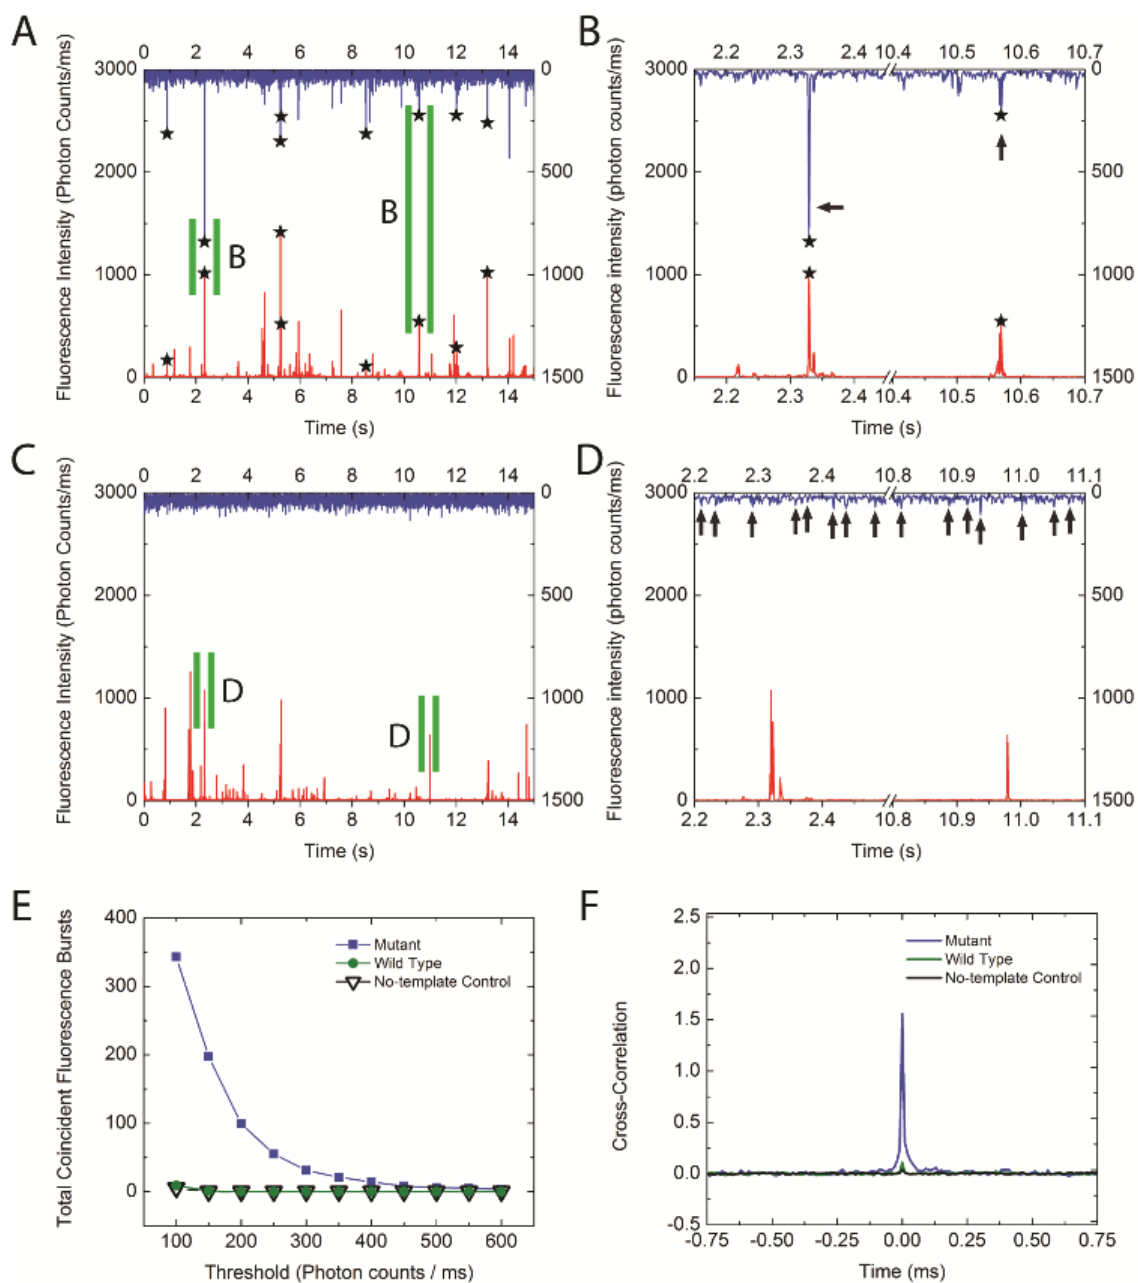 A
0 2 4 6 8 10 12 14
3000 0
2000 500
1000 1000
0 1500
B
B
0 2 4 6 8 10 12 14
Fluorescence Intensity (Photon Counts/ms)
Time (s)
B
2.2 2.3 2.4 10.4 10.5 10.6 10.7
3000 0
2000 500
1000 1000
0 1500
2.2 2.3 2.4 10.4 10.5 10.6 10.7
Fluorescence intensity (photon counts/ms)
Time (s)
C
0 2 4 6 8 10 12 14
3000 0
2000 500
1000 1000
0 1500
D
D
0 2 4 6 8 10 12 14
Fluorescence Intensity (Photon Counts/ms)
Time (s)
D
2.2 2.3 2.4 10.8 10.9 11.0 11.1
3000 0
2000 500
1000 1000
0 1500
2.2 2.3 2.4 10.8 10.9 11.0 11.1
Fluorescence intensity (photon counts/ms)
Time (s)
E
400
300
200
100
0
Mutant
Wild Type
No-template Control
100 200 300 400 500 600
Total Coincident Fluorescence Bursts
Threshold (Photon counts / ms)
F
2.5
2.0
1.5
1.0
0.5
0.0
-0.5
Mutant
Wild Type
No-template Control
-0.75 -0.50 -0.25 0.00 0.25 0.50 0.75
Cross-Correlation
Time (ms)